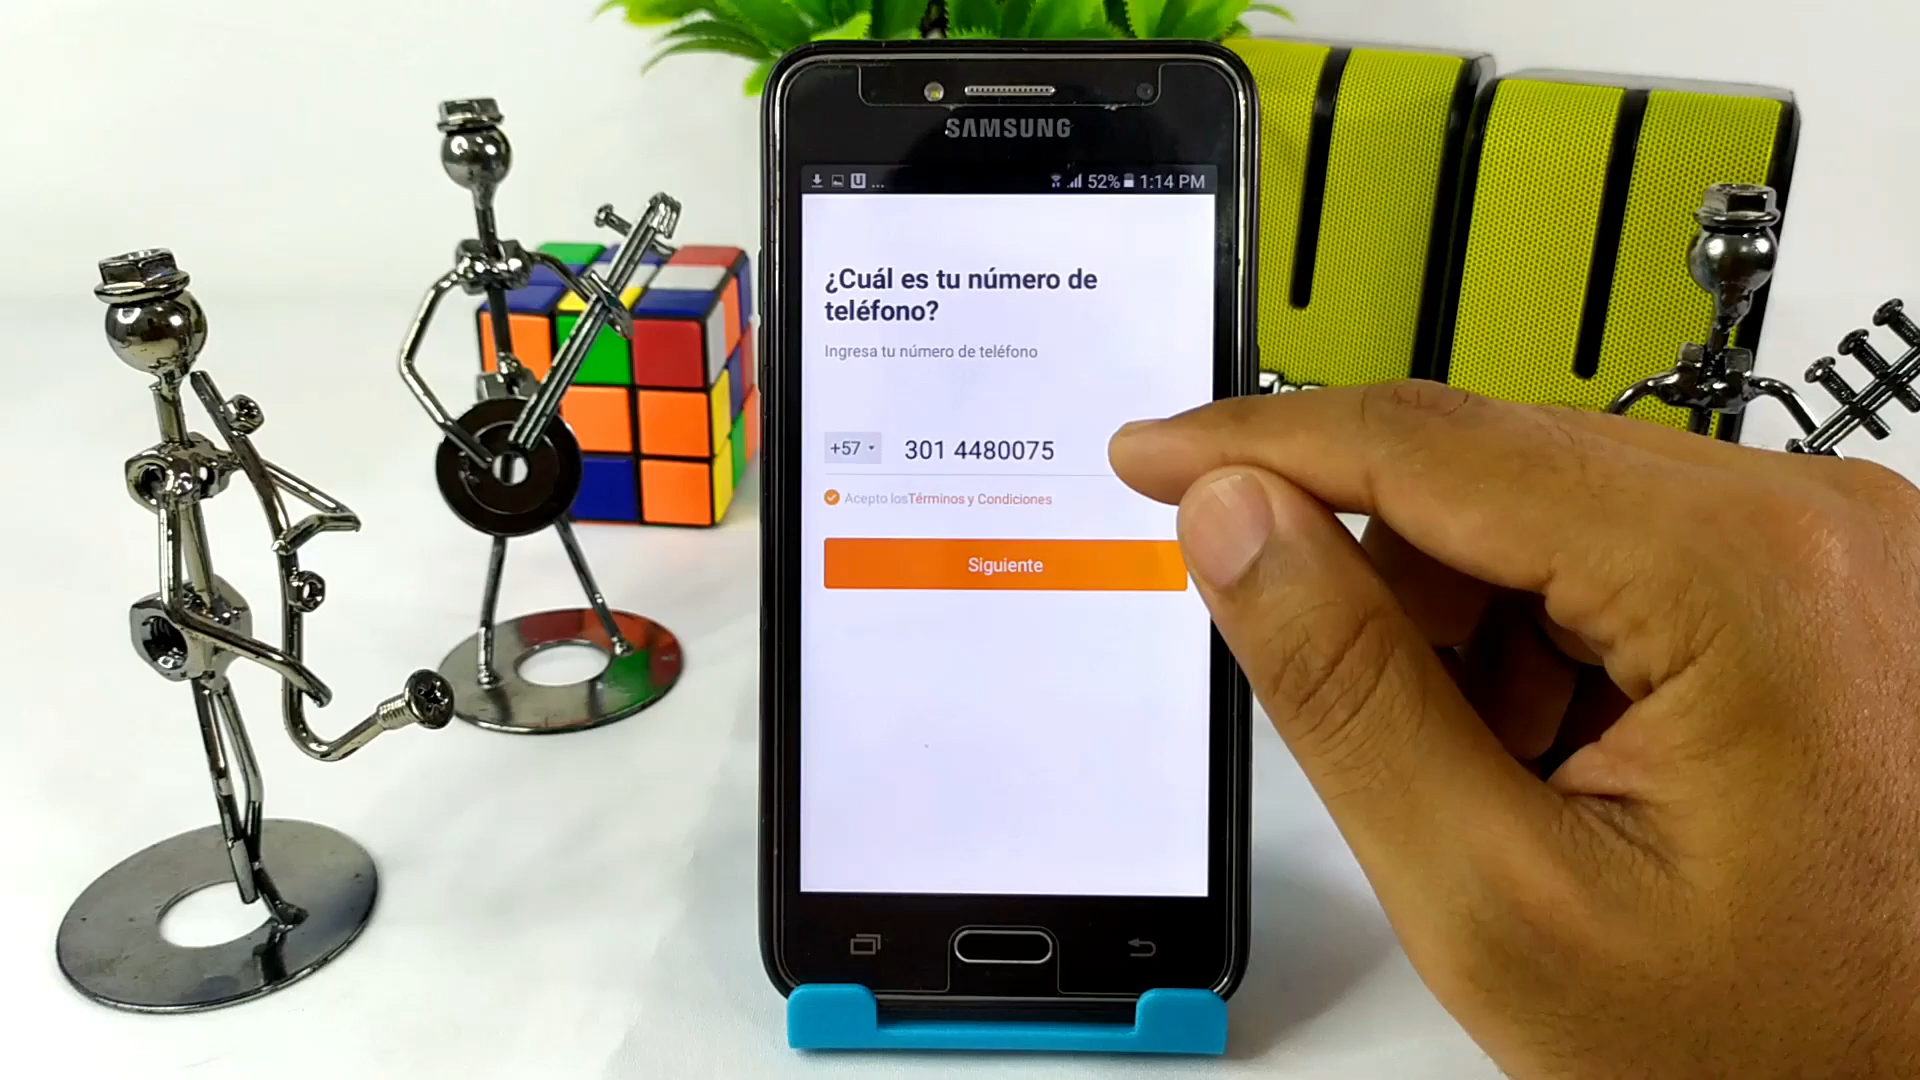 SAMSUNG
U ... 52% 1:14 PM
¿Cuál es tu número de
teléfono?
Ingresa tu número de teléfono
+57 301 4480075
Acepto losTérminos y Condiciones
Siguiente